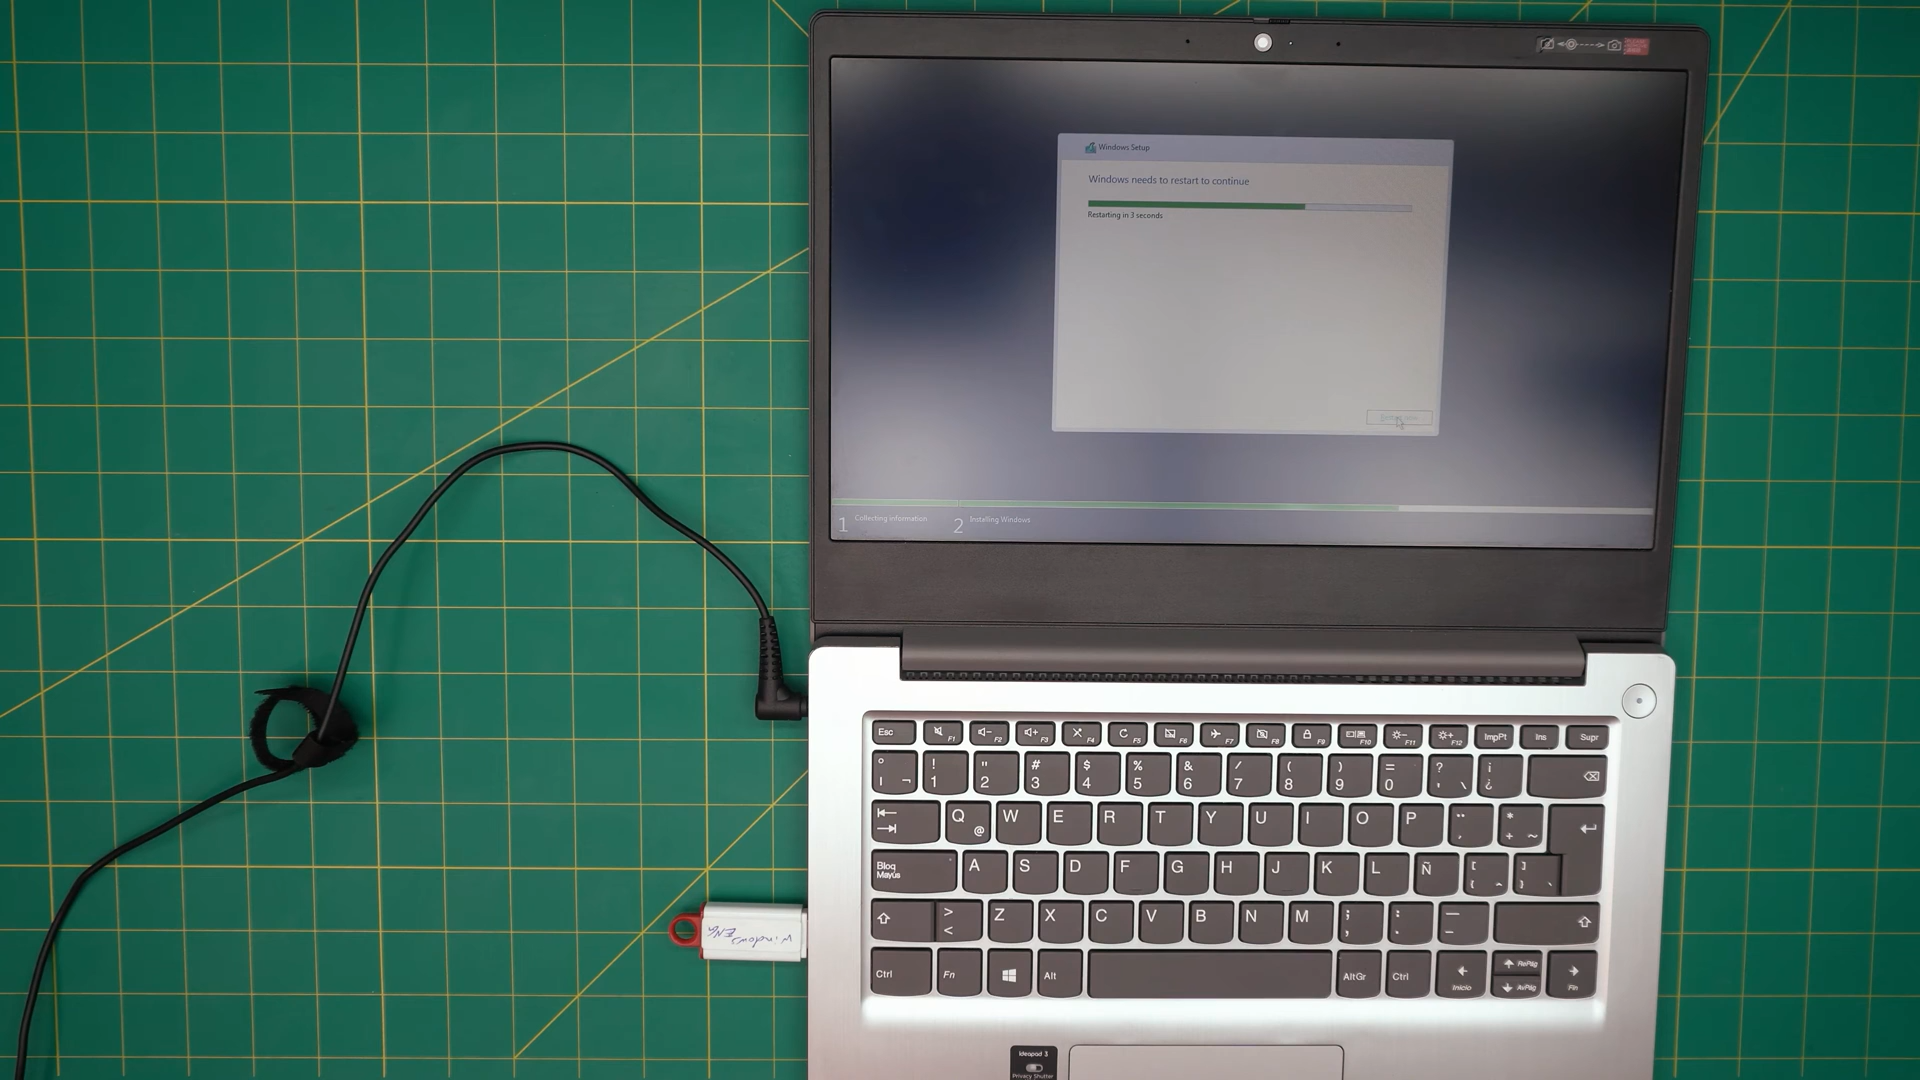 Windows Setup
Windows needs to restart to continue
Restarting in 3 seconds
1 Collecting information 2 Installing Windows
Esc F1 F2 F3 F4 F5 F6 F7 F8 F9 F10 F11 F12 ImpPt Ins Supr
° ! " # $ % & / ( ) = ? ¡
| ¬ 1 2 3 4 5 6 7 8 9 0 ' \ ¿
Q @ W E R T Y U I O P ¨ ´ * + ~
Bloq Mayús A S D F G H J K L Ñ [ { ^ ] } `
> < Z X C V B N M ; , : . _ -
Ctrl Fn Alt AltGr Ctrl Inicio RePág AvPág Fin
Windows
ENG
ideapad 3
Privacy Shutter